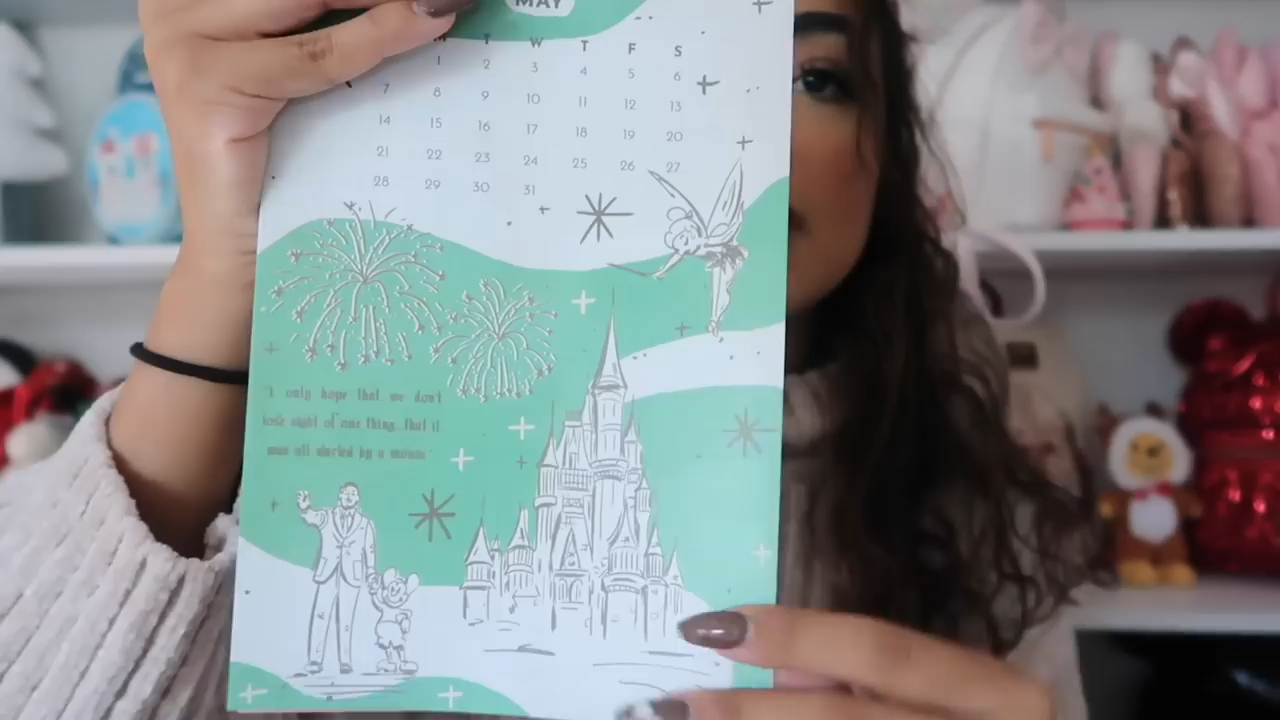 MAY
M T W T F S
1 2 3 4 5 6
7 8 9 10 11 12 13
14 15 16 17 18 19 20
21 22 23 24 25 26 27
28 29 30 31
"I only hope that we don't
lose sight of one thing, that it
was all started by a mouse"